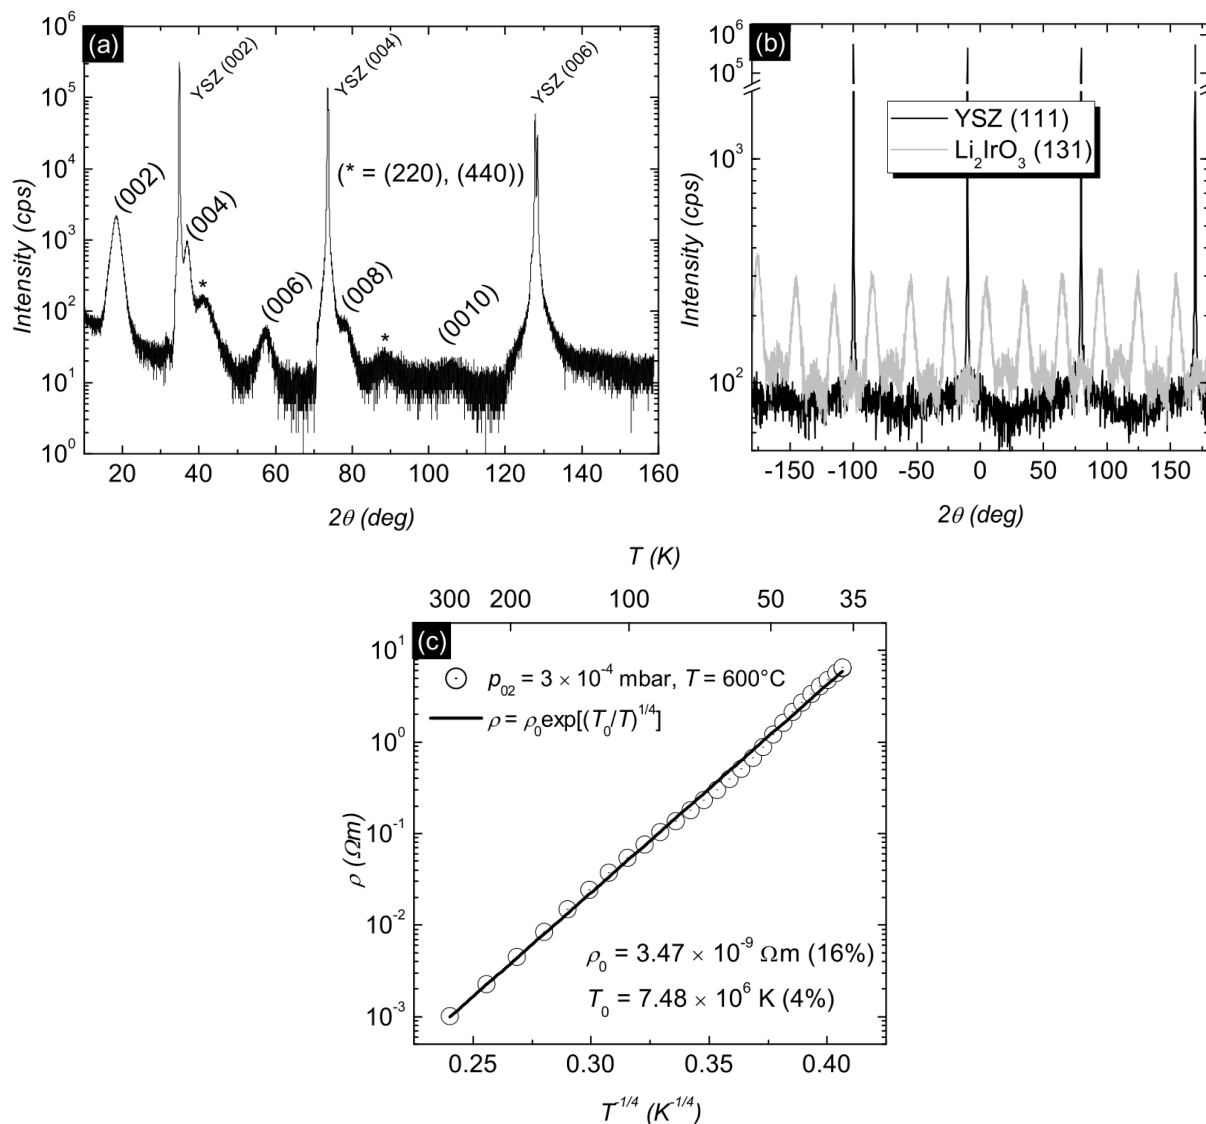 (a)
10^6
10^5
10^4
10^3
10^2
10^1
10^0
Intensity (cps)
YSZ (002)
YSZ (004)
YSZ (006)
(002)
(004)
(* = (220), (440))
*
(006)
(008)
*
(0010)
20 40 60 80 100 120 140 160
2θ (deg)
(b)
10^6
10^5
10^3
10^2
Intensity (cps)
YSZ (111)
Li₂IrO₃ (131)
-150 -100 -50 0 50 100 150
2θ (deg)
T (K)
300 200 100 50 35
(c)
10^1
10^0
10^-1
10^-2
10^-3
ρ (Ωm)
p₀₂ = 3 × 10^-4 mbar, T = 600°C
ρ = ρ₀exp[(T₀/T)^1/4]
ρ₀ = 3.47 × 10^-9 Ωm (16%)
T₀ = 7.48 × 10^6 K (4%)
0.25 0.30 0.35 0.40
T^-1/4 (K^-1/4)